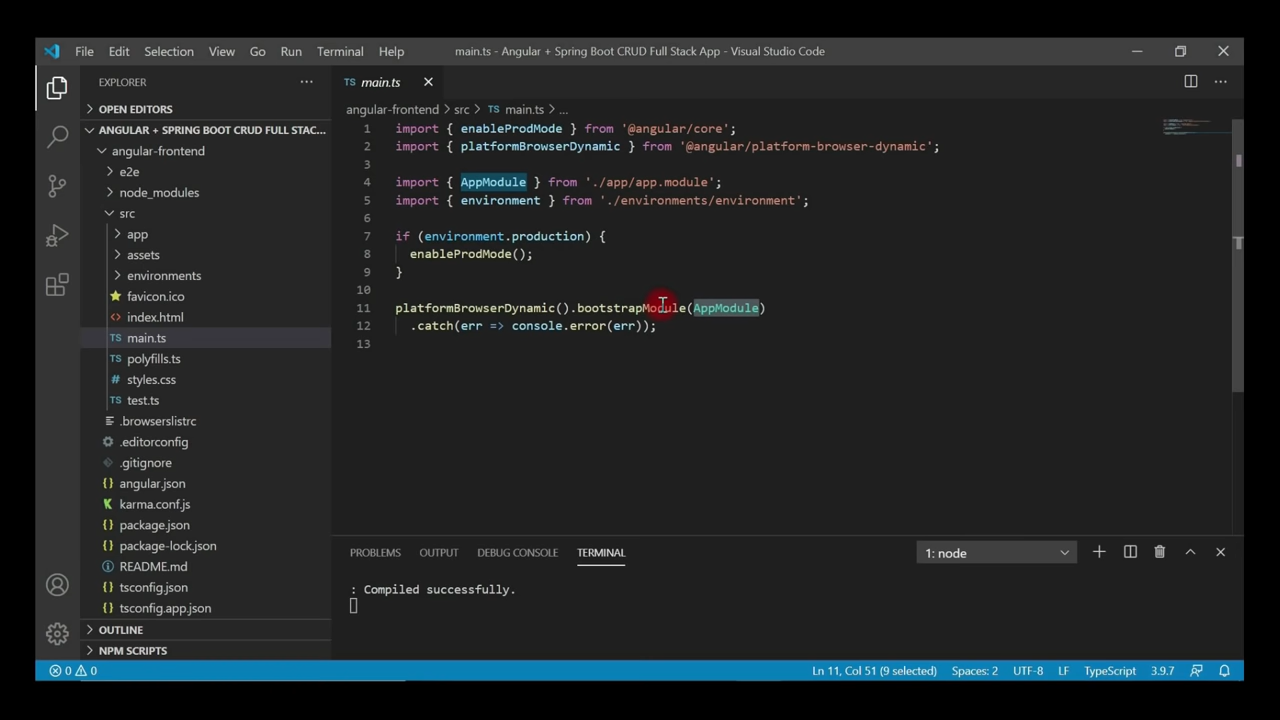 File Edit Selection View Go Run Terminal Help
main.ts - Angular + Spring Boot CRUD Full Stack App - Visual Studio Code
EXPLORER
OPEN EDITORS
ANGULAR + SPRING BOOT CRUD FULL STAC...
angular-frontend
e2e
node_modules
src
app
assets
environments
favicon.ico
<> index.html
TS main.ts
TS polyfills.ts
# styles.css
TS test.ts
.browserslistrc
.editorconfig
.gitignore
{} angular.json
karma.conf.js
{} package.json
{} package-lock.json
README.md
{} tsconfig.json
{} tsconfig.app.json
OUTLINE
NPM SCRIPTS
TS main.ts
angular-frontend > src > TS main.ts > ...
1 import { enableProdMode } from '@angular/core';
2 import { platformBrowserDynamic } from '@angular/platform-browser-dynamic';
3
4 import { AppModule } from './app/app.module';
5 import { environment } from './environments/environment';
6
7 if (environment.production) {
8 enableProdMode();
9 }
10
11 platformBrowserDynamic().bootstrapModule(AppModule)
12 .catch(err => console.error(err));
13
PROBLEMS OUTPUT DEBUG CONSOLE TERMINAL
1: node
: Compiled successfully.
0 0
Ln 11, Col 51 (9 selected) Spaces: 2 UTF-8 LF TypeScript 3.9.7